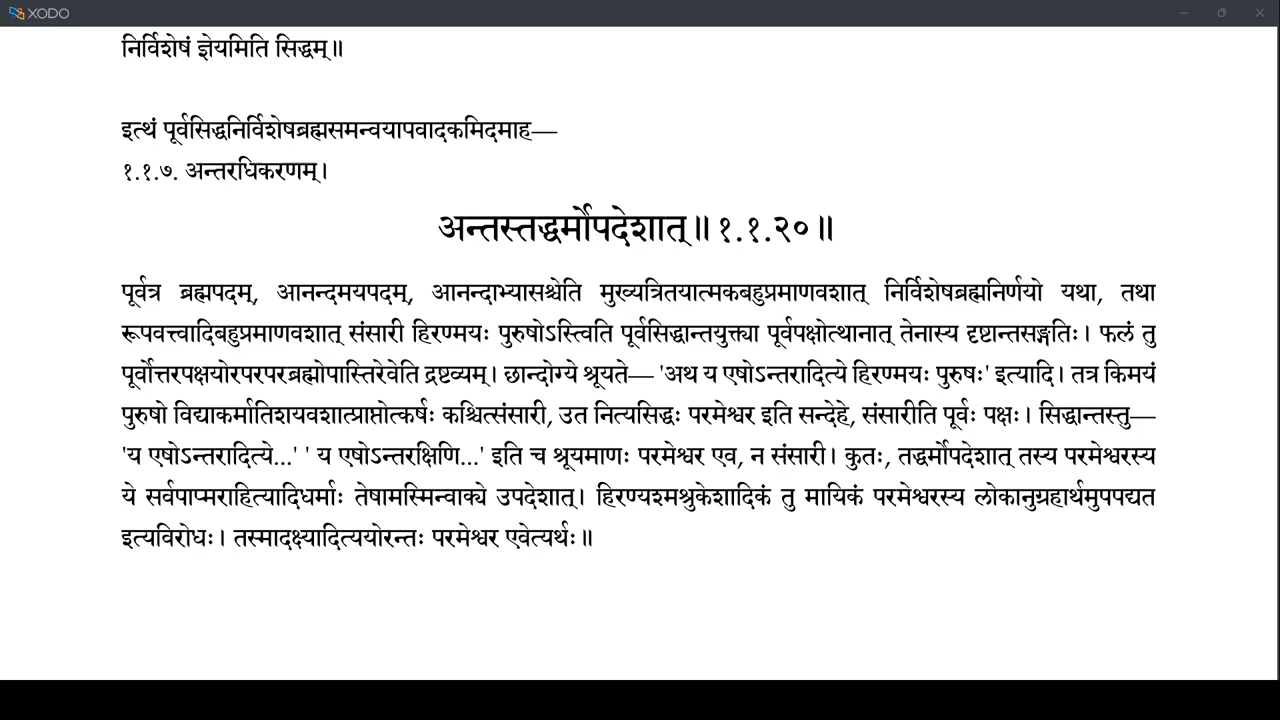 XODO
निर्विशेषं ज्ञेयमिति सिद्धम्॥
इत्थं पूर्वसिद्धनिर्विशेषब्रह्मसमन्वयापवादकमिदमाह—
१.१.७. अन्तरधिकरणम्।
अन्तस्तद्धर्मोपदेशात्॥ १.१.२०॥
पूर्वत्र ब्रह्मपदम्, आनन्दमयपदम्, आनन्दाभ्यासश्चेति मुख्यत्रितयात्मकबहुप्रमाणवशात् निर्विशेषब्रह्मनिर्णयो यथा, तथा
रूपवत्त्वादिबहुप्रमाणवशात् संसारी हिरण्मयः पुरुषोऽस्त्विति पूर्वसिद्धान्तयुक्त्या पूर्वपक्षोत्थानात् तेनास्य दृष्टान्तसङ्गतिः। फलं तु
पूर्वोत्तरपक्षयोरपरपरब्रह्मोपास्तिरेवेति द्रष्टव्यम्। छान्दोग्ये श्रूयते— 'अथ य एषोऽन्तरादित्ये हिरण्मयः पुरुषः' इत्यादि। तत्र किमयं
पुरुषो विद्याकर्मातिशयवशात्प्राप्तोत्कर्षः कश्चित्संसारी, उत नित्यसिद्धः परमेश्वर इति सन्देहे, संसारीति पूर्वः पक्षः। सिद्धान्तस्तु—
'य एषोऽन्तरादित्ये...' ' य एषोऽन्तरक्षिणि...' इति च श्रूयमाणः परमेश्वर एव, न संसारी। कुतः, तद्धर्मोपदेशात् तस्य परमेश्वरस्य
ये सर्वपाप्मराहित्यादिधर्माः तेषामस्मिन्वाक्ये उपदेशात्। हिरण्यश्मश्रुकेशादिकं तु मायिकं परमेश्वरस्य लोकानुग्रहार्थमुपपद्यत
इत्यविरोधः। तस्मादक्ष्यादित्ययोरन्तः परमेश्वर एवेत्यर्थः॥